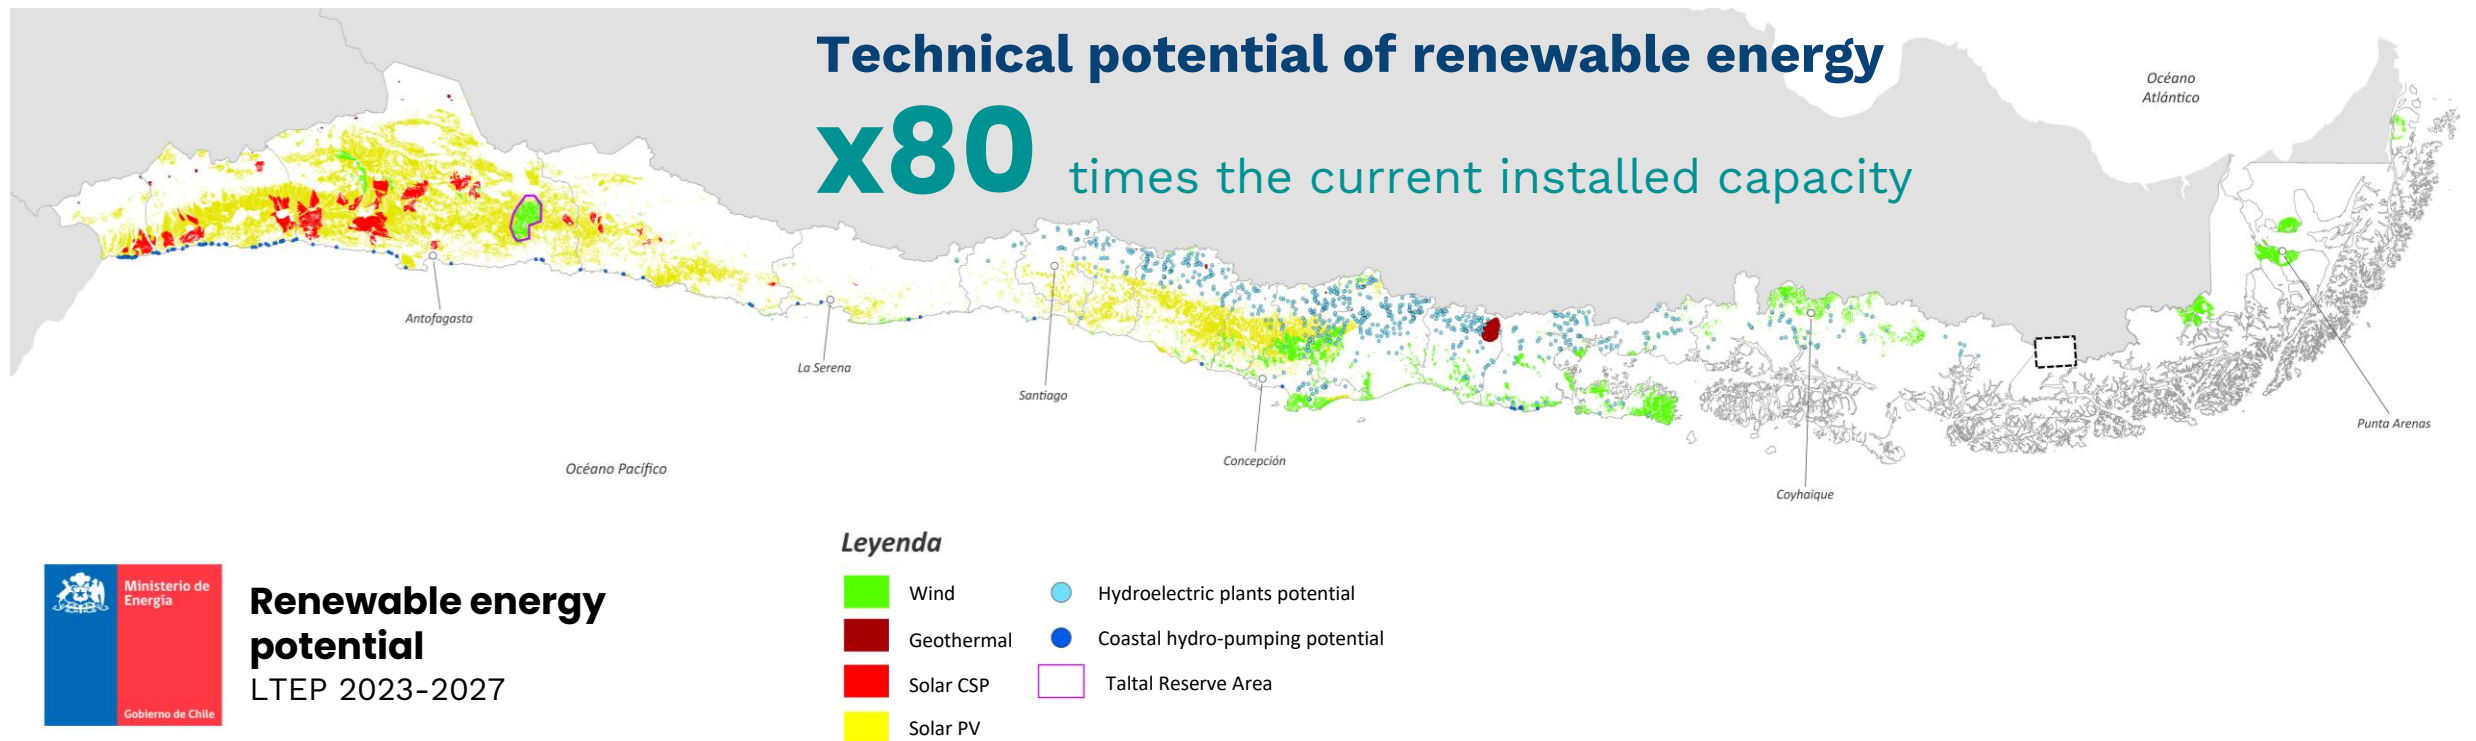 Technical potential of renewable energy
x80 times the current installed capacity
Océano
Atlántico
Antofagasta
La Serena
Santiago
Concepción
Coyhaique
Punta Arenas
Océano Pacífico
Leyenda
Wind
Geothermal
Solar CSP
Solar PV
Hydroelectric plants potential
Coastal hydro-pumping potential
Taltal Reserve Area
Ministerio de
Energía
Gobierno de Chile
Renewable energy
potential
LTEP 2023-2027